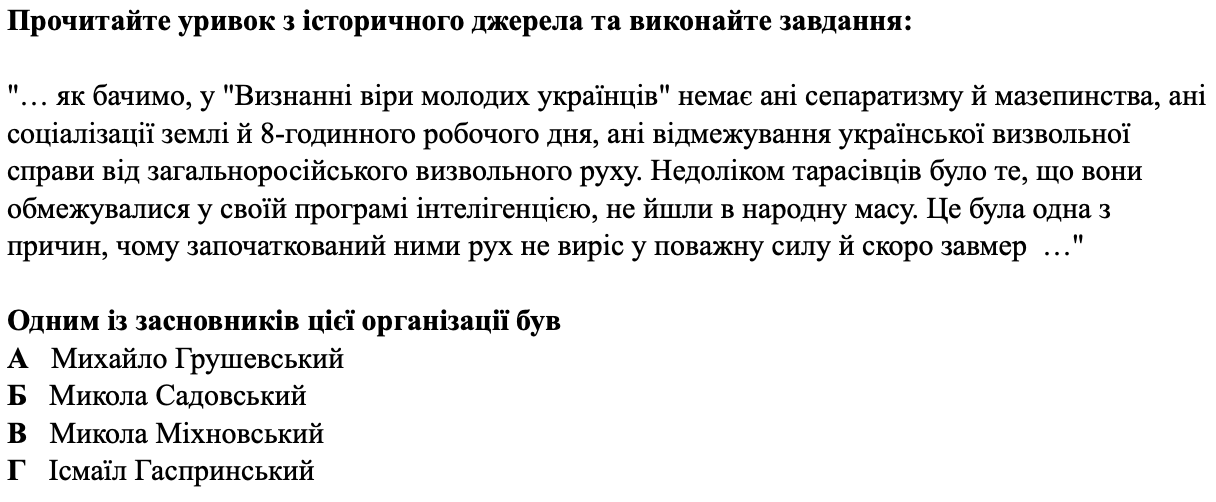 Прочитайте уривок з історичного джерела та виконайте завдання:
"… як бачимо, у "Визнанні віри молодих українців" немає ані сепаратизму й мазепинства, ані
соціалізації землі й 8-годинного робочого дня, ані відмежування української визвольної
справи від загальноросійського визвольного руху. Недоліком тарасівців було те, що вони
обмежувалися у своїй програмі інтелігенцією, не йшли в народну масу. Це була одна з
причин, чому започаткований ними рух не виріс у поважну силу й скоро завмер …"
Одним із засновників цієї організації був
А Михайло Грушевський
Б Микола Садовський
В Микола Міхновський
Г Ісмаїл Гаспринський